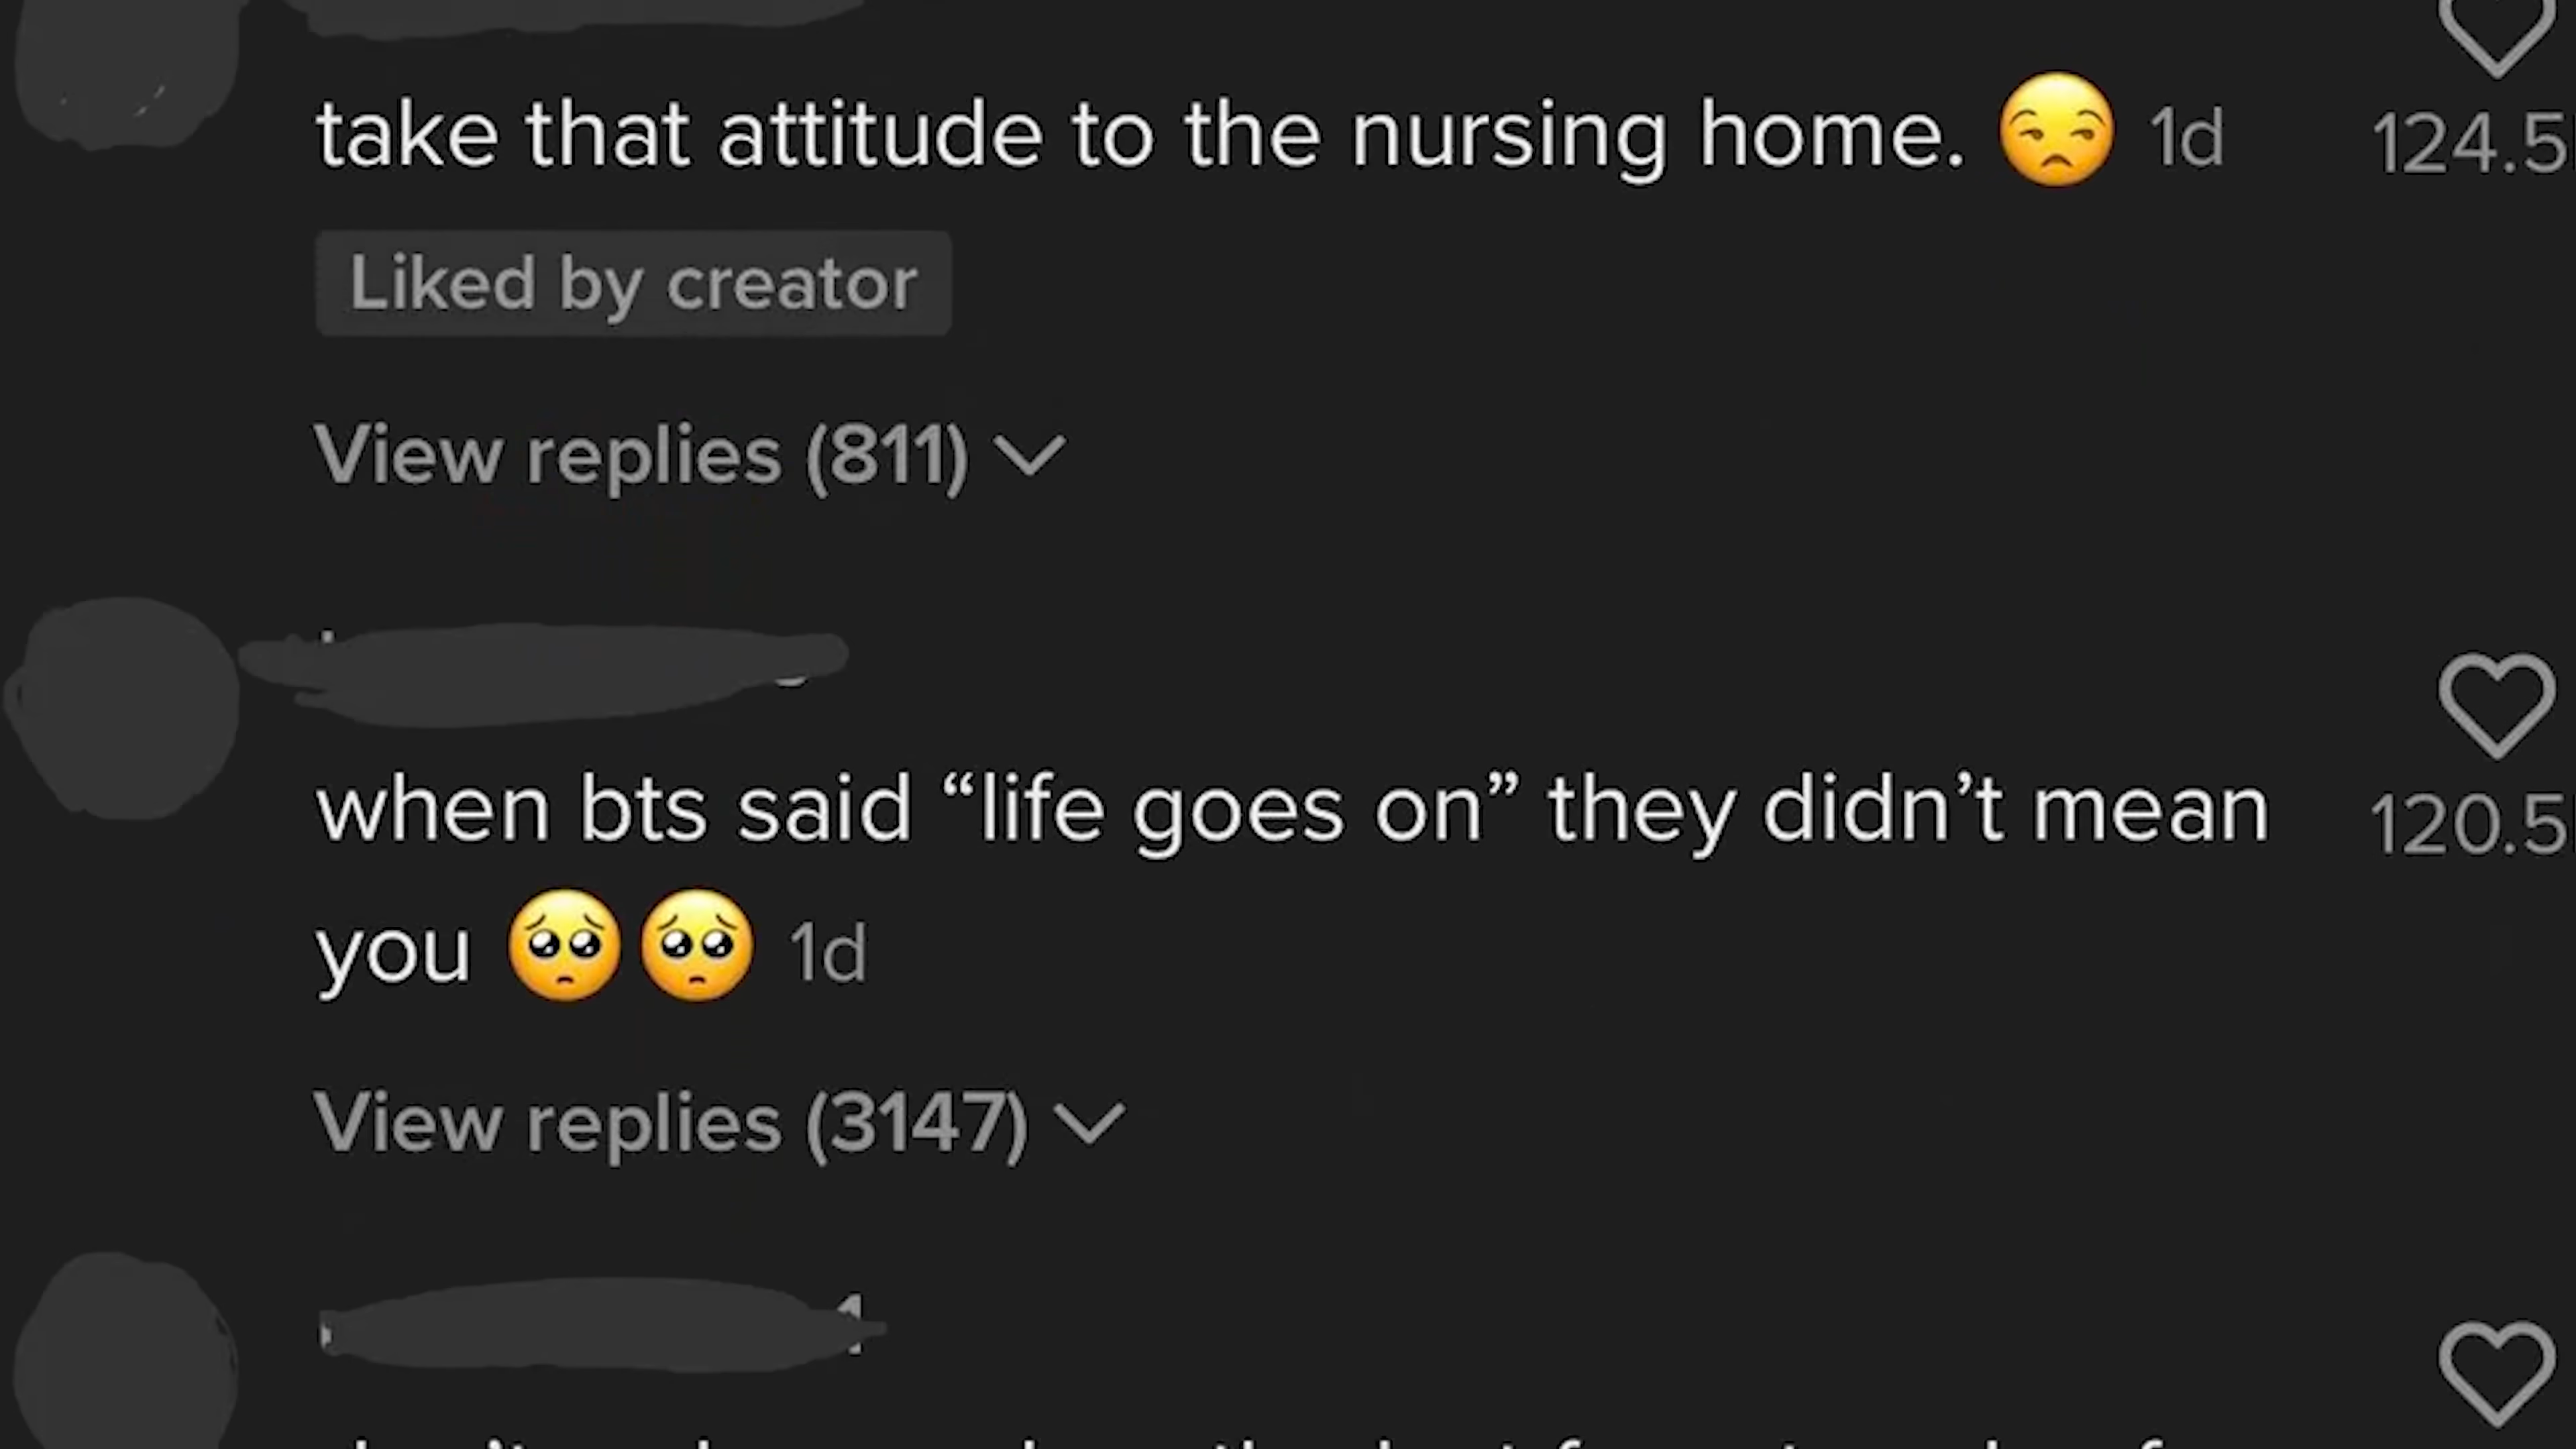 take that attitude to the nursing home. 😒 1d
124.5
Liked by creator
View replies (811)
when bts said “life goes on” they didn’t mean
120.5
you 🥺🥺 1d
View replies (3147)